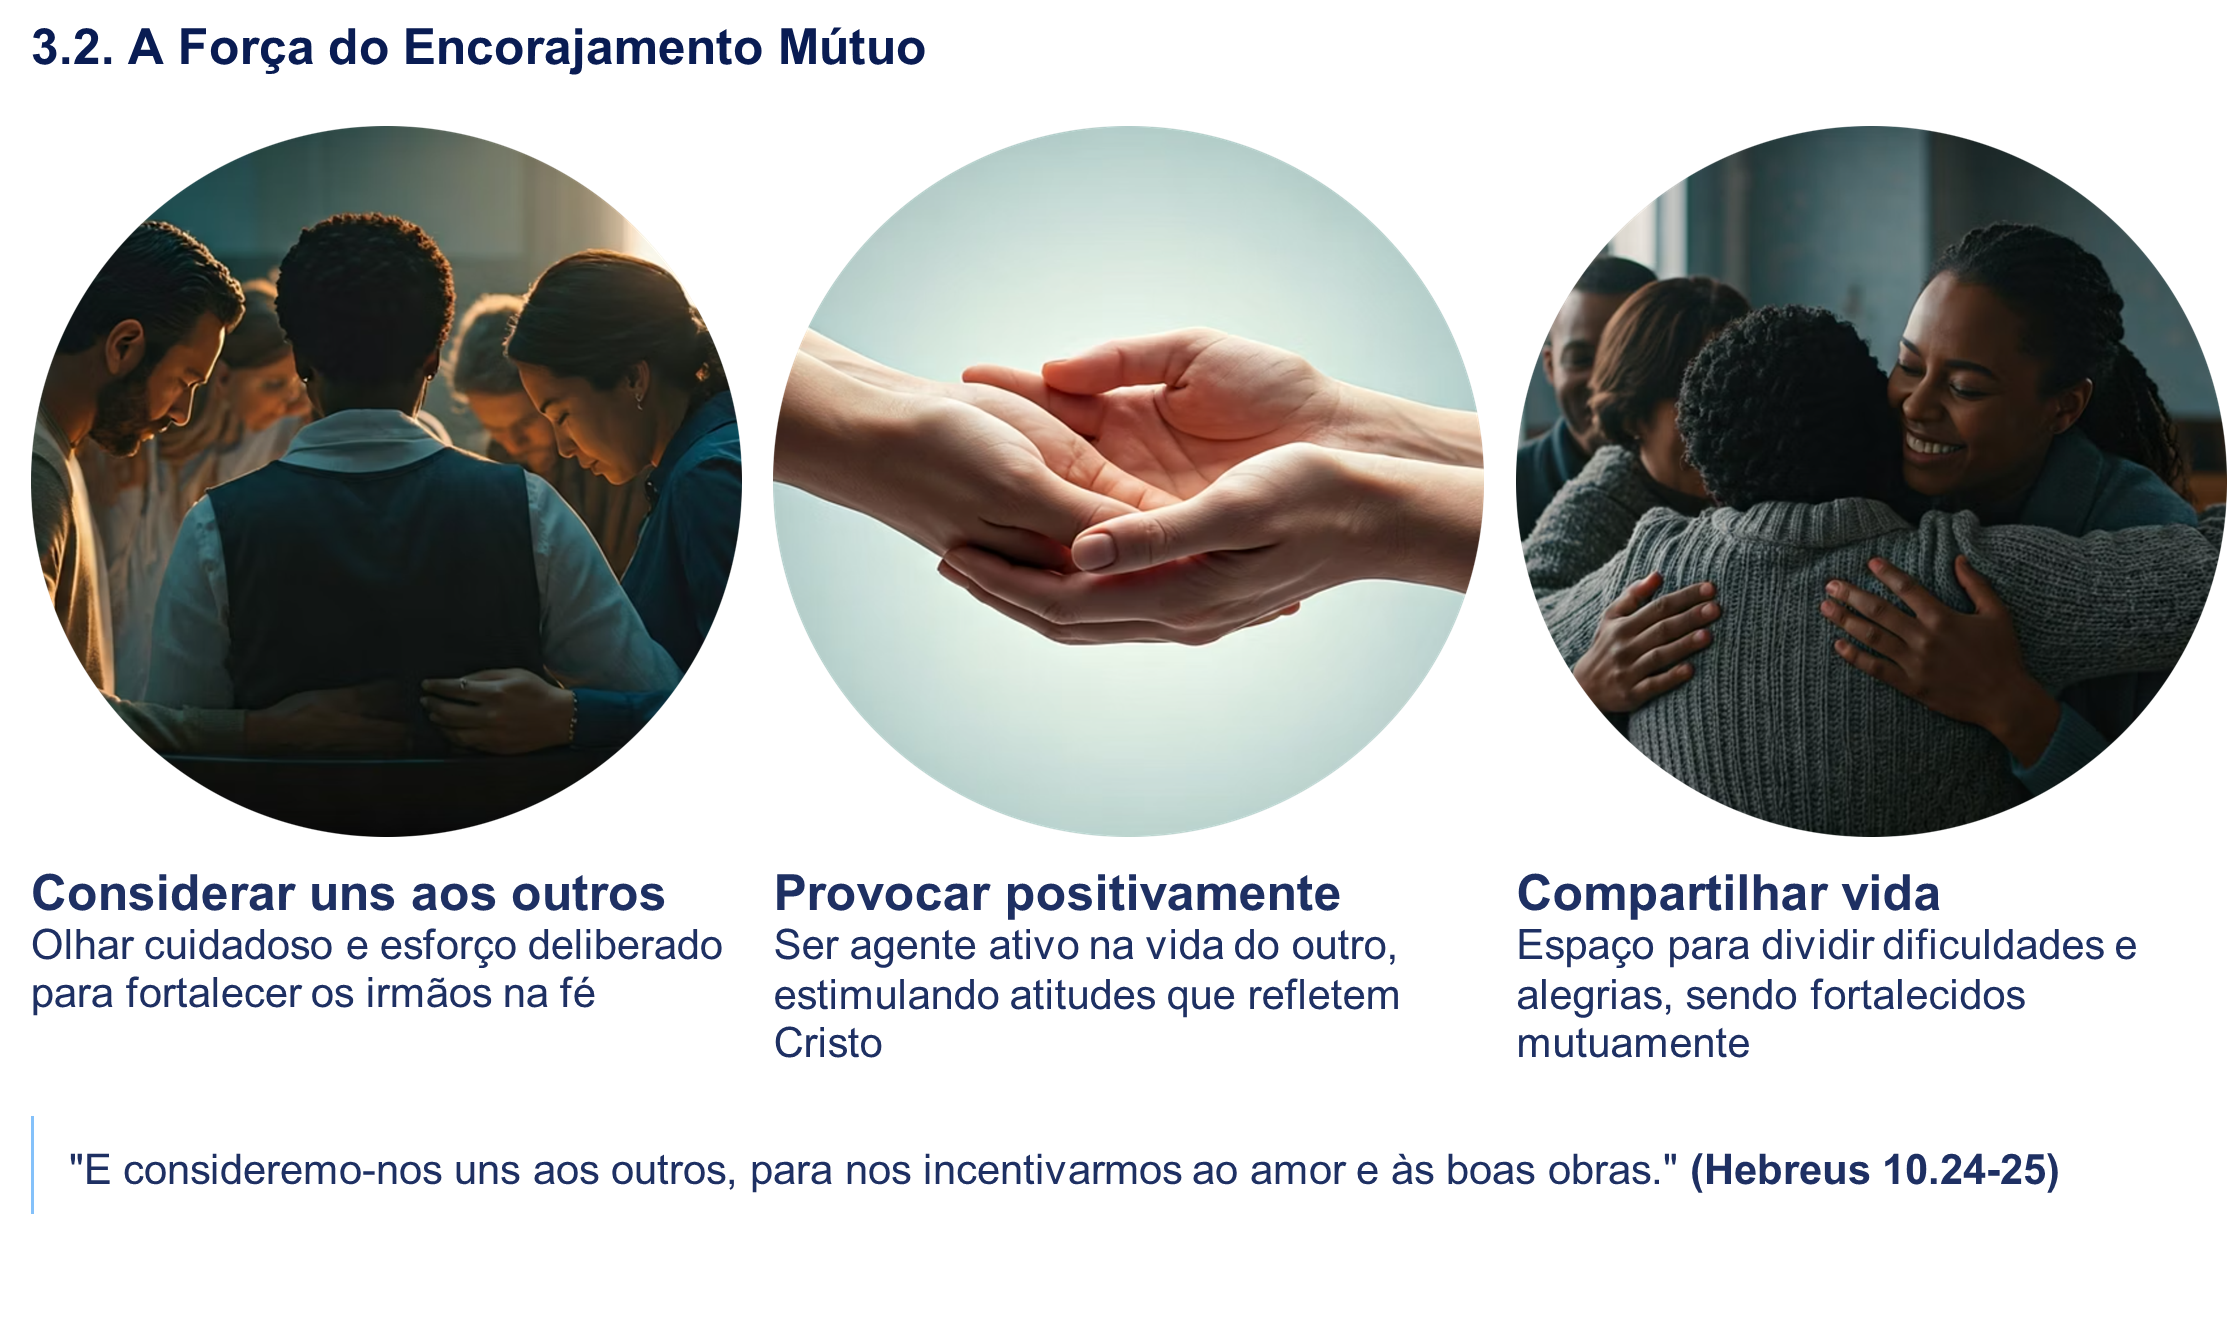 3.2. A Força do Encorajamento Mútuo
Considerar uns aos outros
Olhar cuidadoso e esforço deliberado
para fortalecer os irmãos na fé
Provocar positivamente
Ser agente ativo na vida do outro,
estimulando atitudes que refletem
Cristo
Compartilhar vida
Espaço para dividir dificuldades e
alegrias, sendo fortalecidos
mutuamente
"E consideremo-nos uns aos outros, para nos incentivarmos ao amor e às boas obras." (Hebreus 10.24-25)